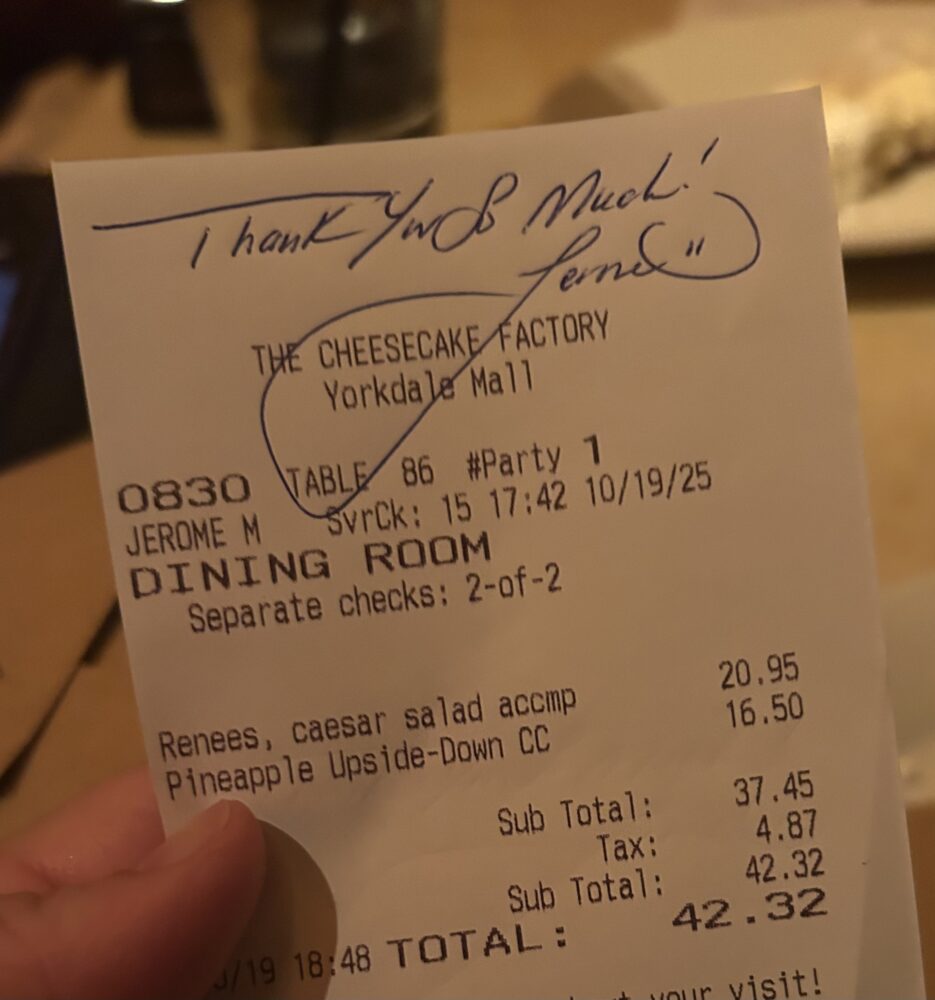 Thank You So Much!
THE CHEESECAKE FACTORY
Yorkdale Mall
0830 TABLE 86 #Party 1
JEROME M SvrCk: 15 17:42 10/19/25
DINING ROOM
Separate checks: 2-of-2
Renees, caesar salad accmp 20.95
Pineapple Upside-Down CC 16.50
Sub Total: 37.45
Tax: 4.87
Sub Total: 42.32
/19 18:48 TOTAL: 42.32
your visit!